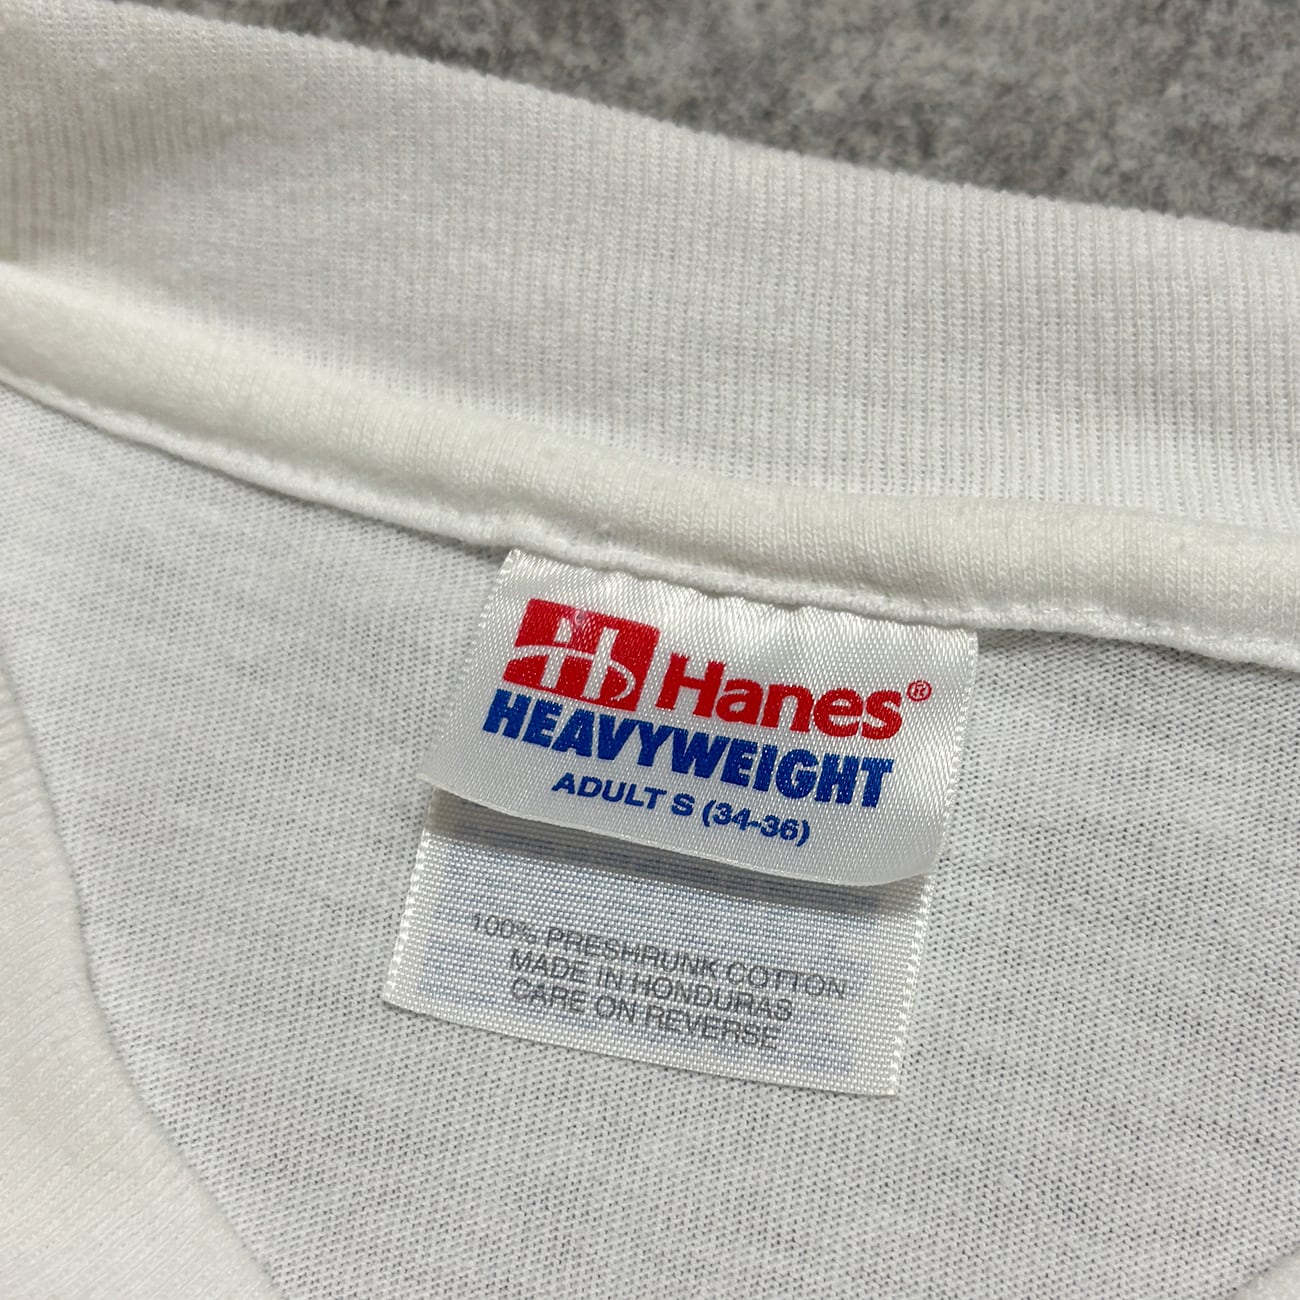 Hanes®
HEAVYWEIGHT
ADULT S (34-36)
100% PRESHRUNK COTTON
MADE IN HONDURAS
CARE ON REVERSE